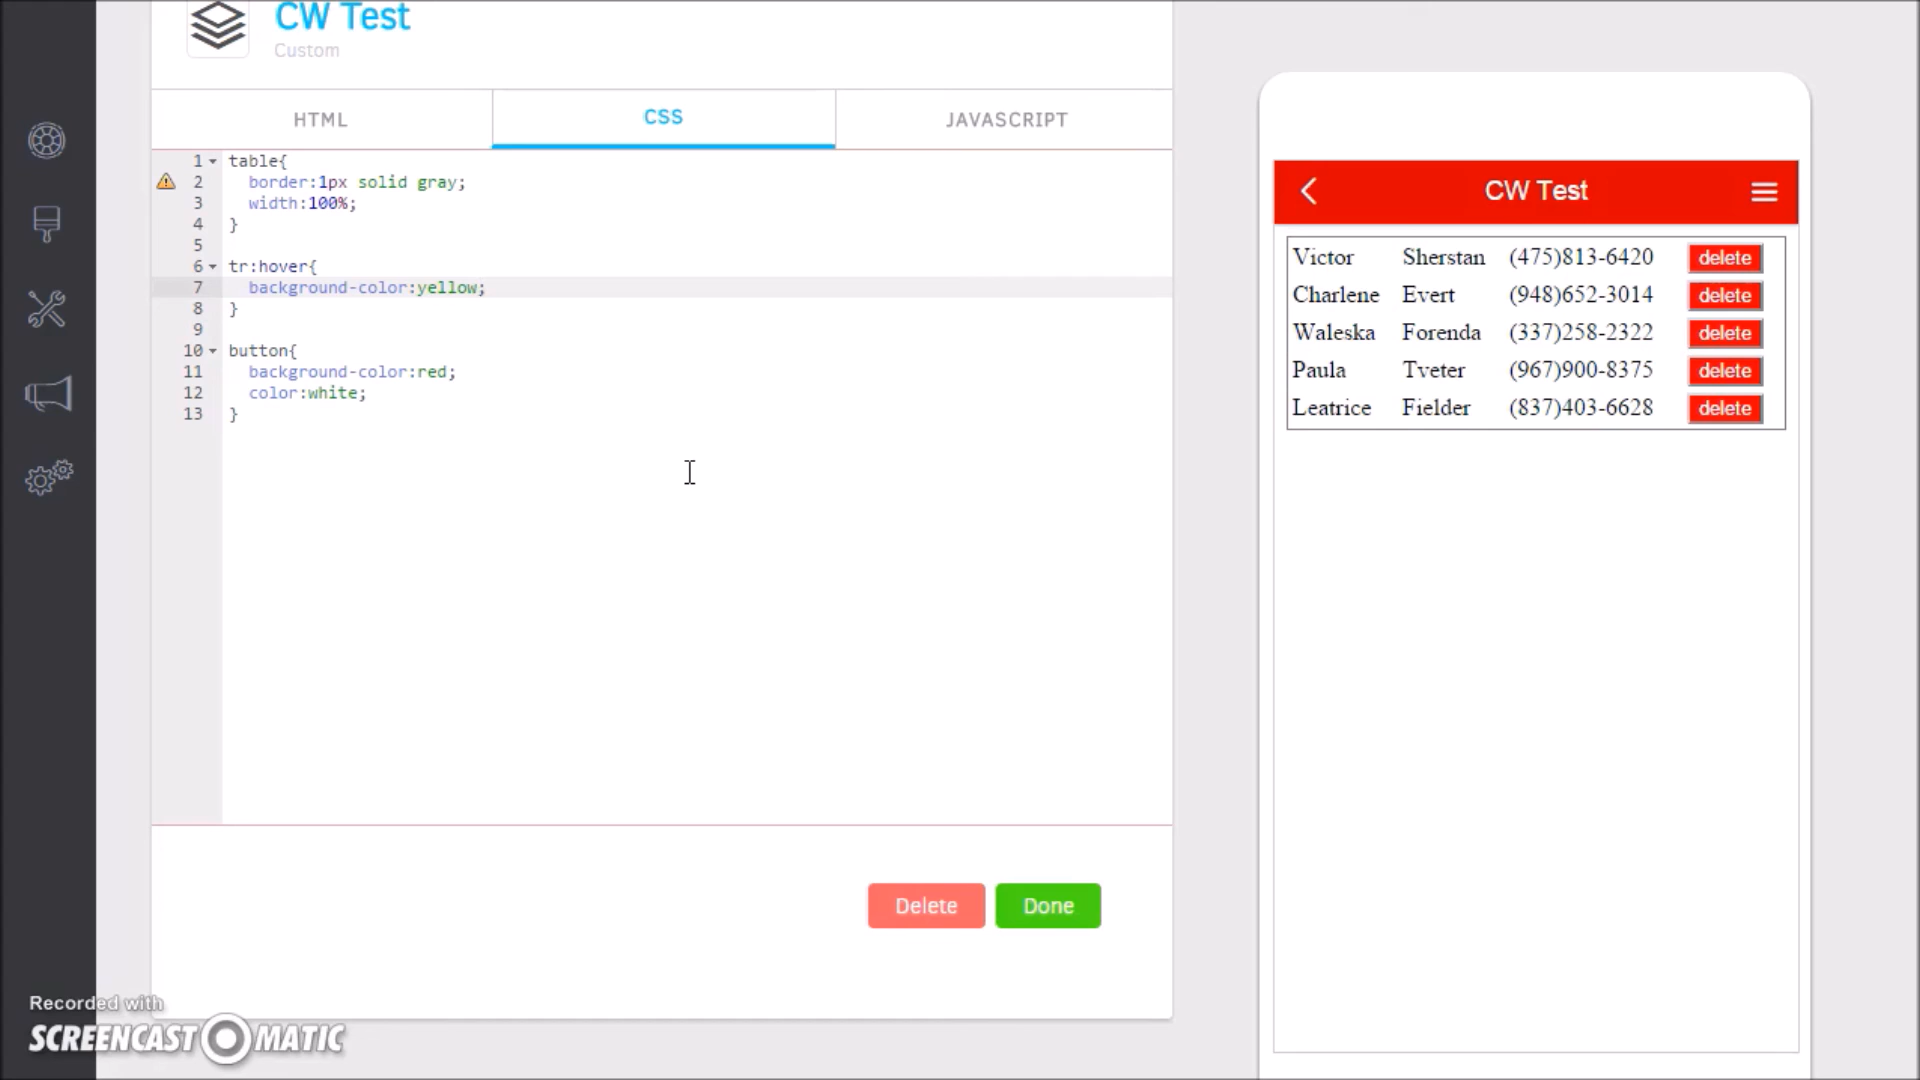 CW Test
Custom
HTML CSS JAVASCRIPT
1 table{
2 border:1px solid gray;
3 width:100%;
4 }
5
6 tr:hover{
7 background-color:yellow;
8 }
9
10 button{
11 background-color:red;
12 color:white;
13 }
Delete Done
CW Test
Victor Sherstan (475)813-6420 delete
Charlene Evert (948)652-3014 delete
Waleska Forenda (337)258-2322 delete
Paula Tveter (967)900-8375 delete
Leatrice Fielder (837)403-6628 delete
Recorded with
SCREENCAST MATIC